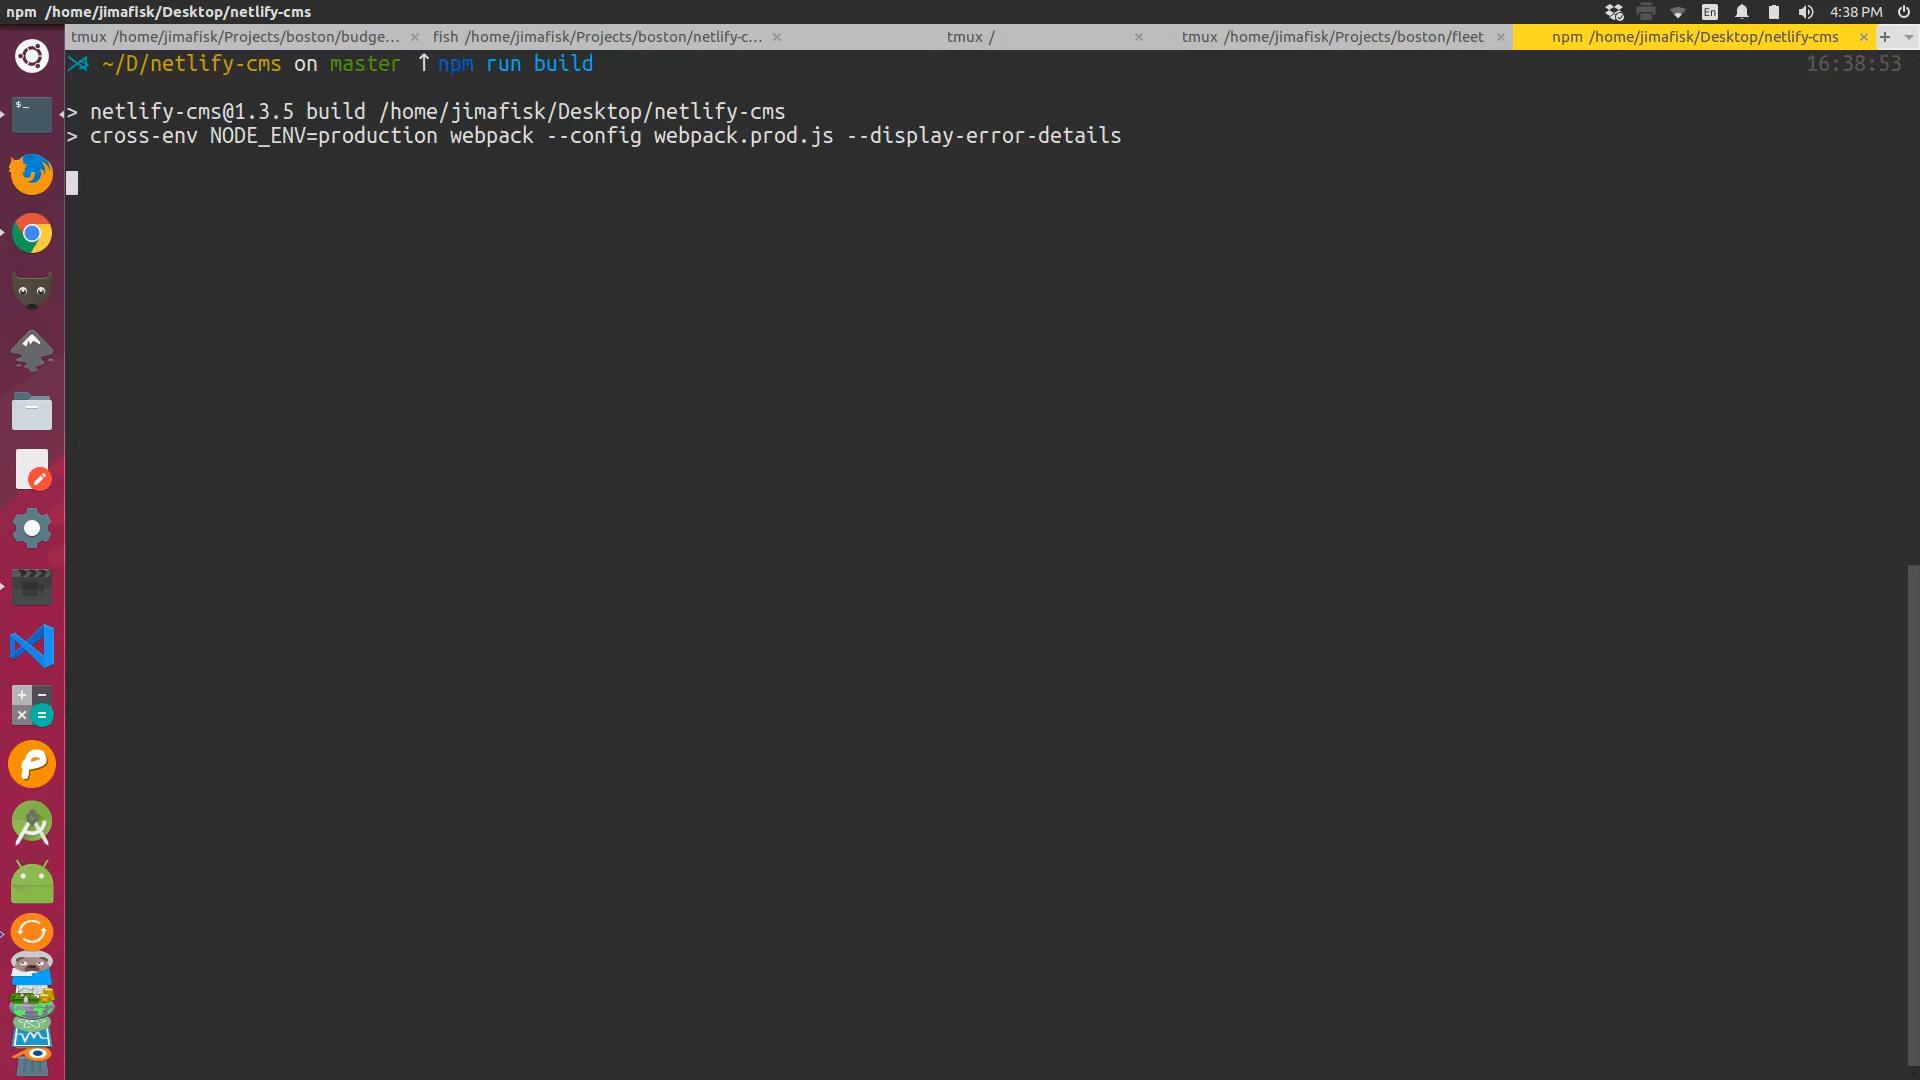 npm /home/jimafisk/Desktop/netlify-cms
En
4:38 PM
tmux /home/jimafisk/Projects/boston/budge... ×
fish /home/jimafisk/Projects/boston/netlify-c... ×
tmux / ×
tmux /home/jimafisk/Projects/boston/fleet ×
npm /home/jimafisk/Desktop/netlify-cms × +
~/D/netlify-cms on master ↑ npm run build
16:38:53
> netlify-cms@1.3.5 build /home/jimafisk/Desktop/netlify-cms
> cross-env NODE_ENV=production webpack --config webpack.prod.js --display-error-details